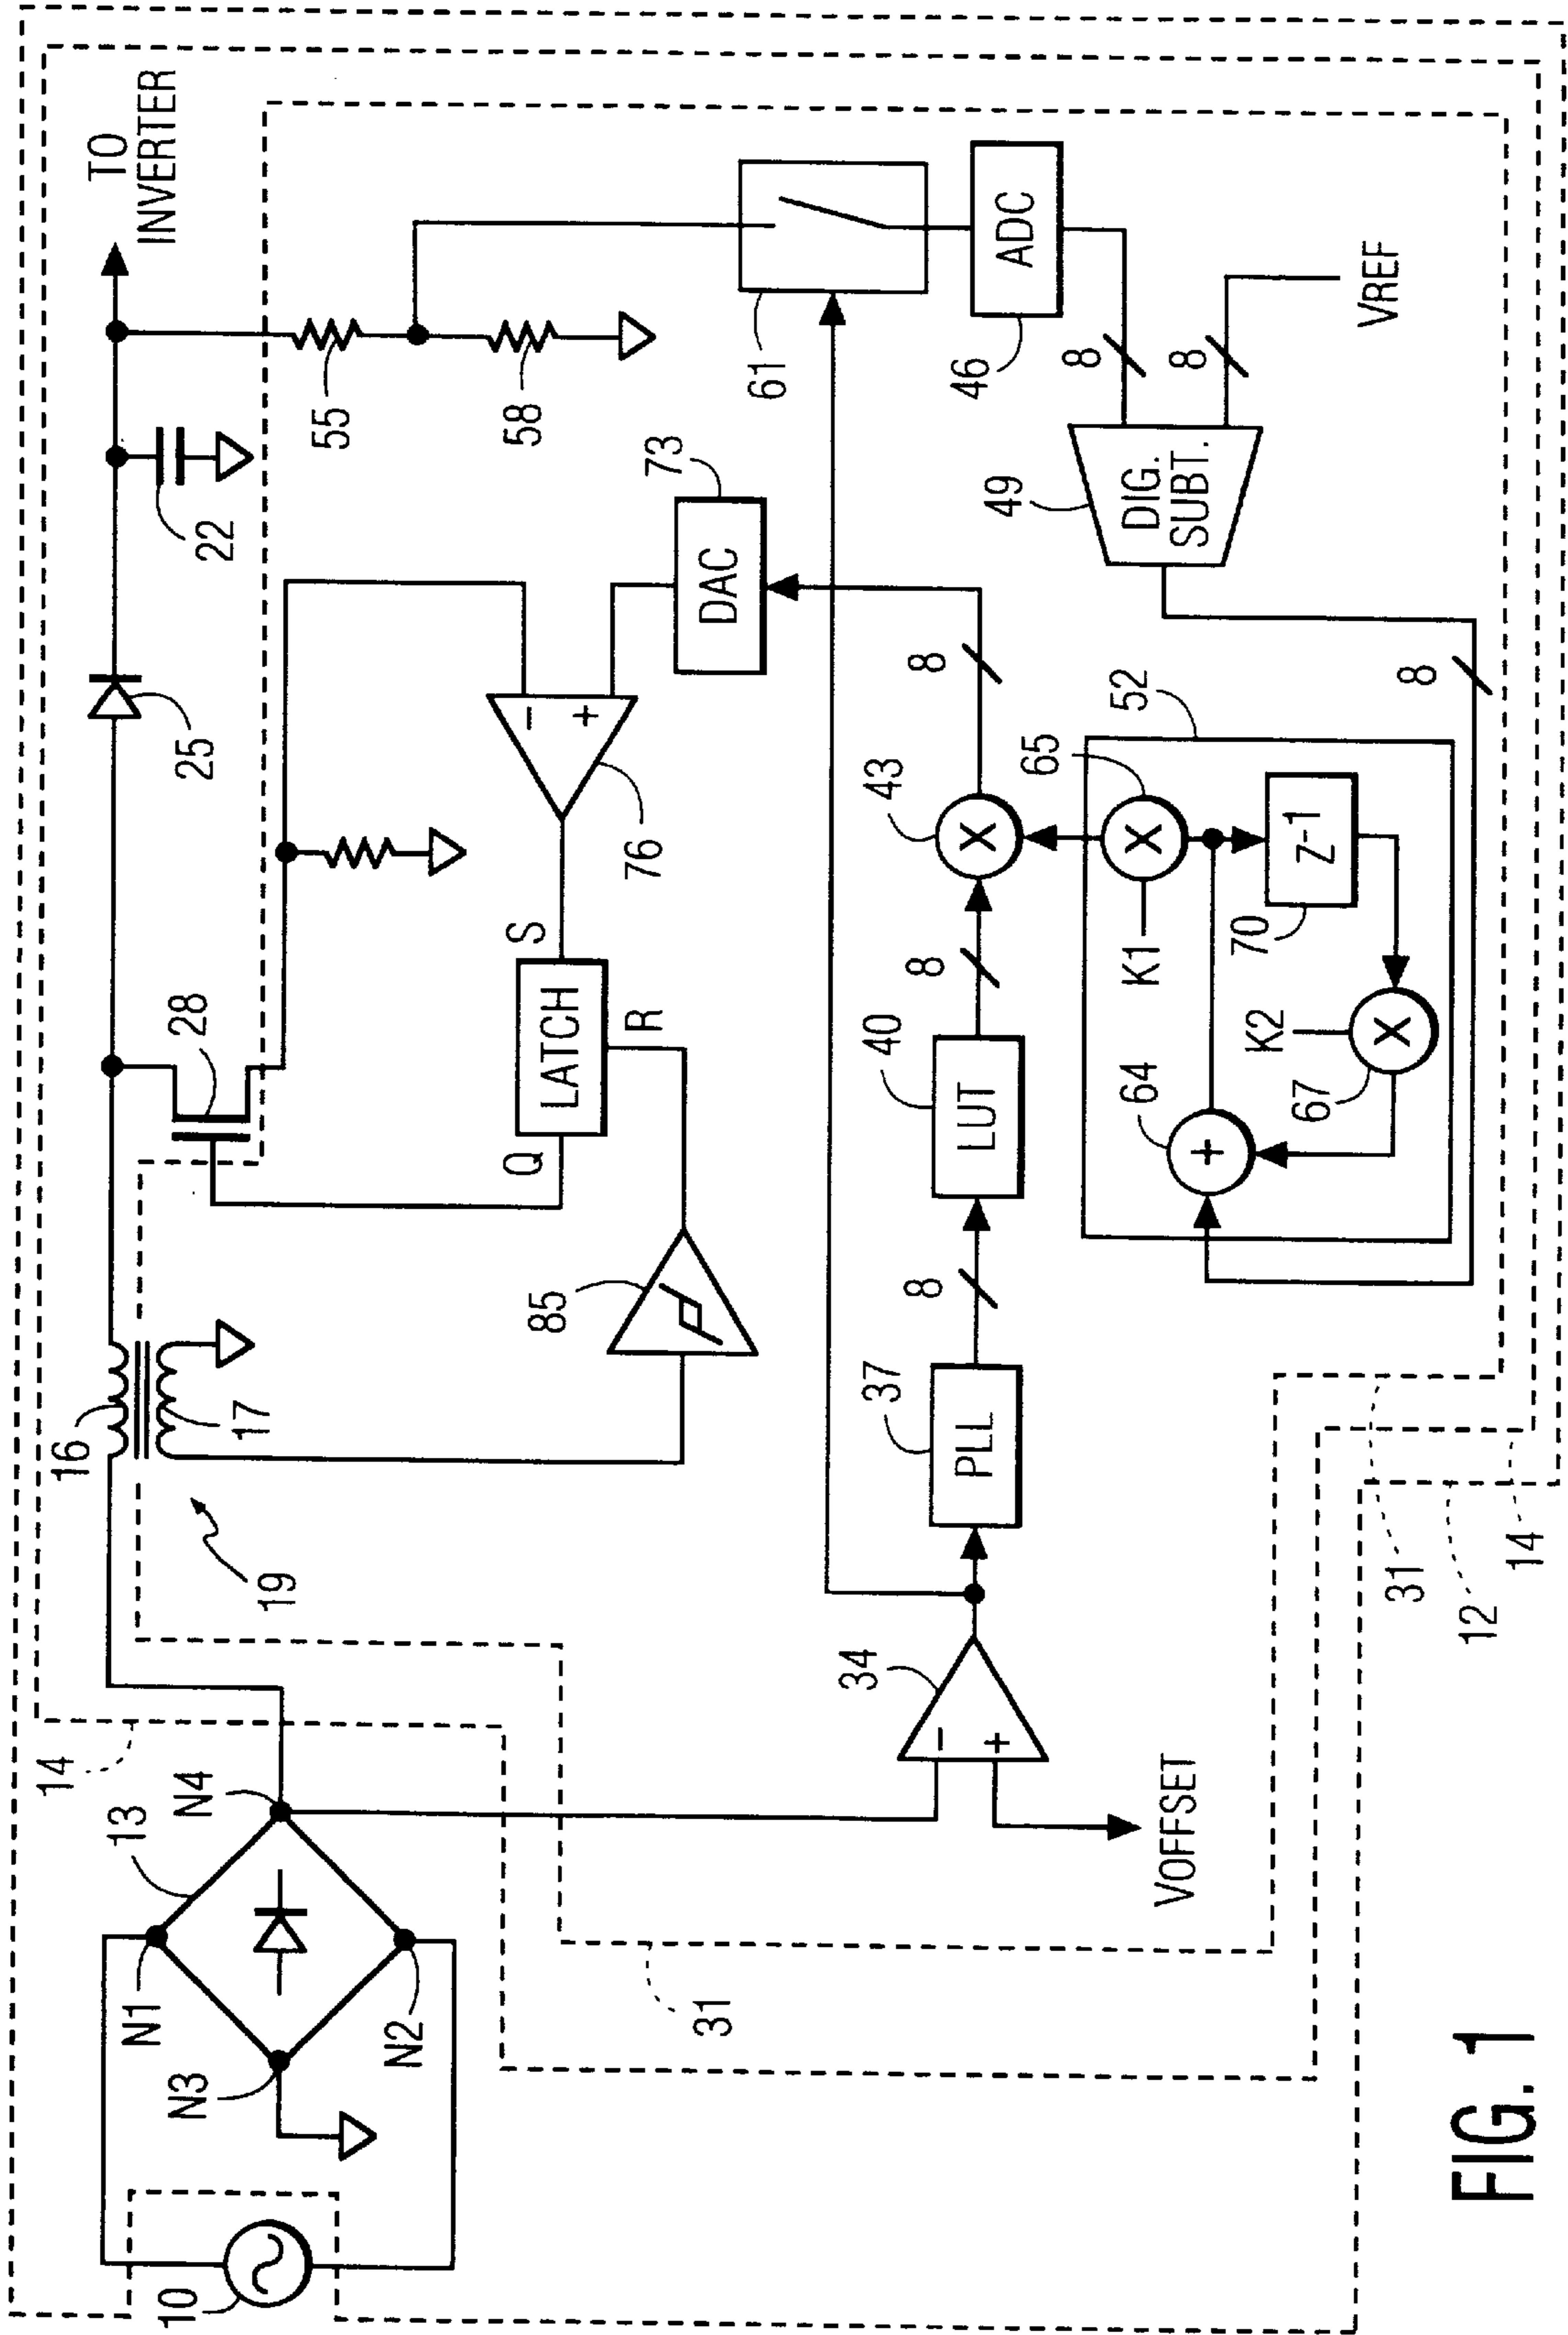 TO
INVERTER
16
17
19
28
25
22
55
58
14
N4
13
N1
N3
N2
10
85
Q
LATCH
S
R
76
−
+
DAC
73
61
ADC
46
8
8
VREF
49
DIG.
SUBT.
8
34
−
+
VOFFSET
PLL
37
8
LUT
40
8
X
43
8
52
X
65
K1
Z-1
70
X
67
K2
+
64
31
31
12
14
FIG. 1